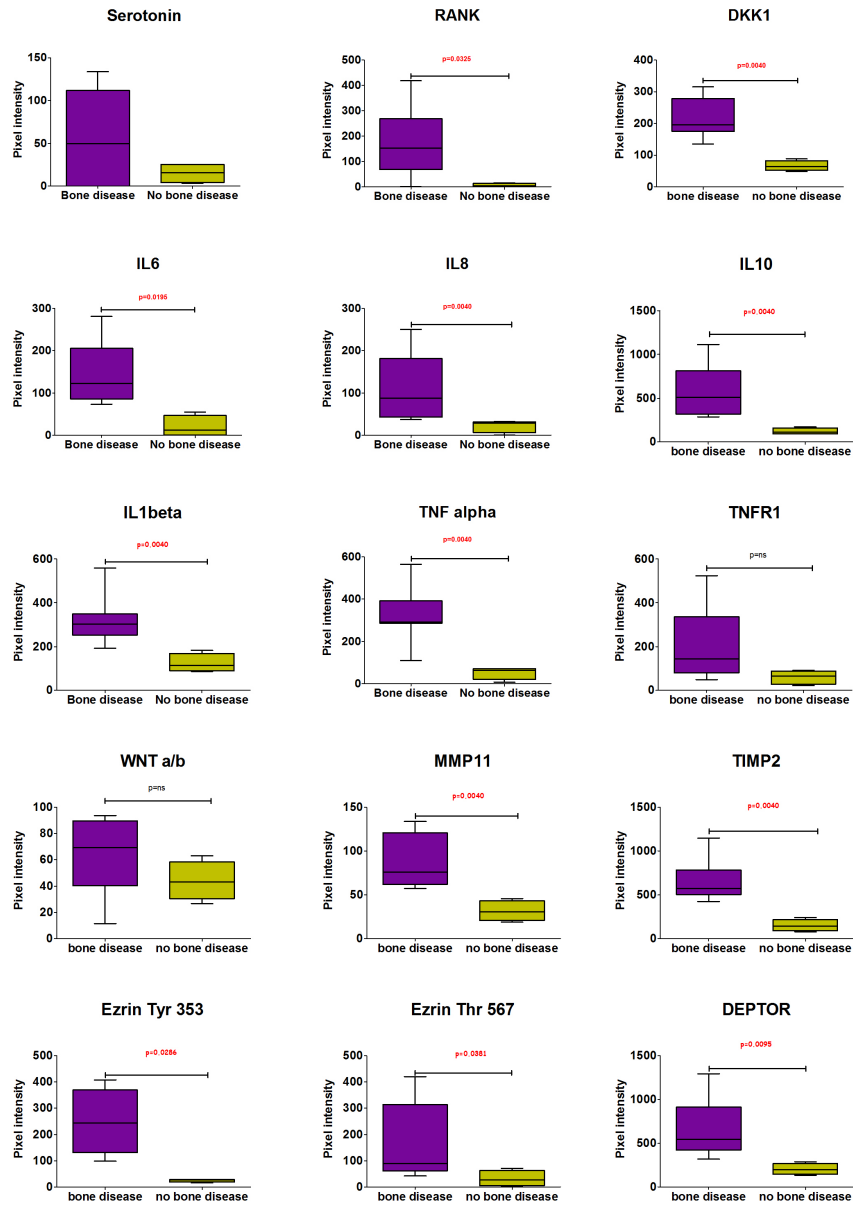 Serotonin
Pixel intensity
150
100
50
0
Bone disease No bone disease
RANK
p=0.0325
Pixel intensity
500
400
300
200
100
0
Bone disease No bone disease
DKK1
p=0.0040
Pixel intensity
400
300
200
100
0
bone disease no bone disease
IL6
p=0.0195
Pixel intensity
300
200
100
0
Bone disease No bone disease
IL8
p=0.0040
Pixel intensity
300
200
100
0
Bone disease No bone disease
IL10
p=0.0040
Pixel intensity
1500
1000
500
0
bone disease no bone disease
IL1beta
p=0.0040
Pixel intensity
600
400
200
0
Bone disease No bone disease
TNF alpha
p=0.0040
Pixel intensity
600
400
200
0
Bone disease No bone disease
TNFR1
p=ns
Pixel intensity
600
400
200
0
bone disease no bone disease
WNT a/b
p=ns
Pixel intensity
100
80
60
40
20
0
bone disease no bone disease
MMP11
p=0.0040
Pixel intensity
150
100
50
0
bone disease no bone disease
TIMP2
p=0.0040
Pixel intensity
1500
1000
500
0
bone disease no bone disease
Ezrin Tyr 353
p=0.0286
Pixel intensity
500
400
300
200
100
0
bone disease no bone disease
Ezrin Thr 567
p=0.0381
Pixel intensity
500
400
300
200
100
0
bone disease no bone disease
DEPTOR
p=0.0095
Pixel intensity
1500
1000
500
0
bone disease no bone disease